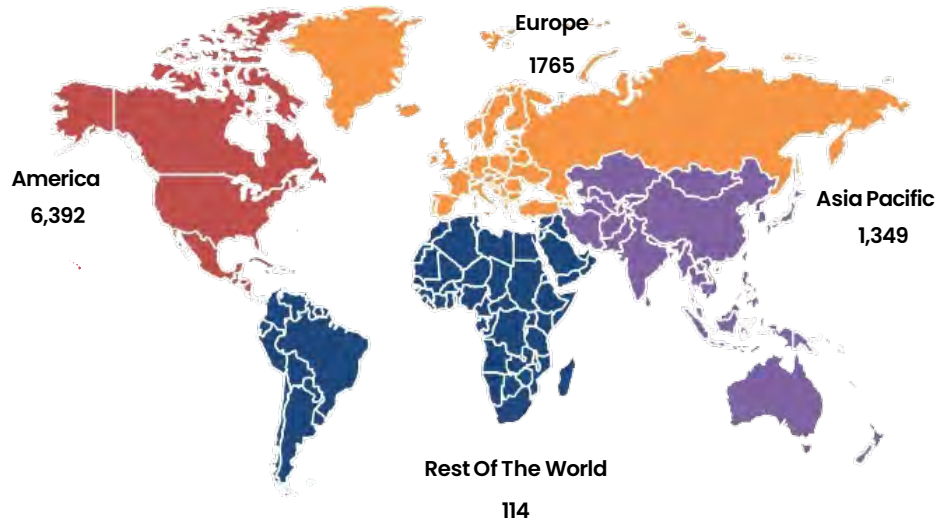 Europe
1765
America
6,392
Asia Pacific
1,349
Rest Of The World
114